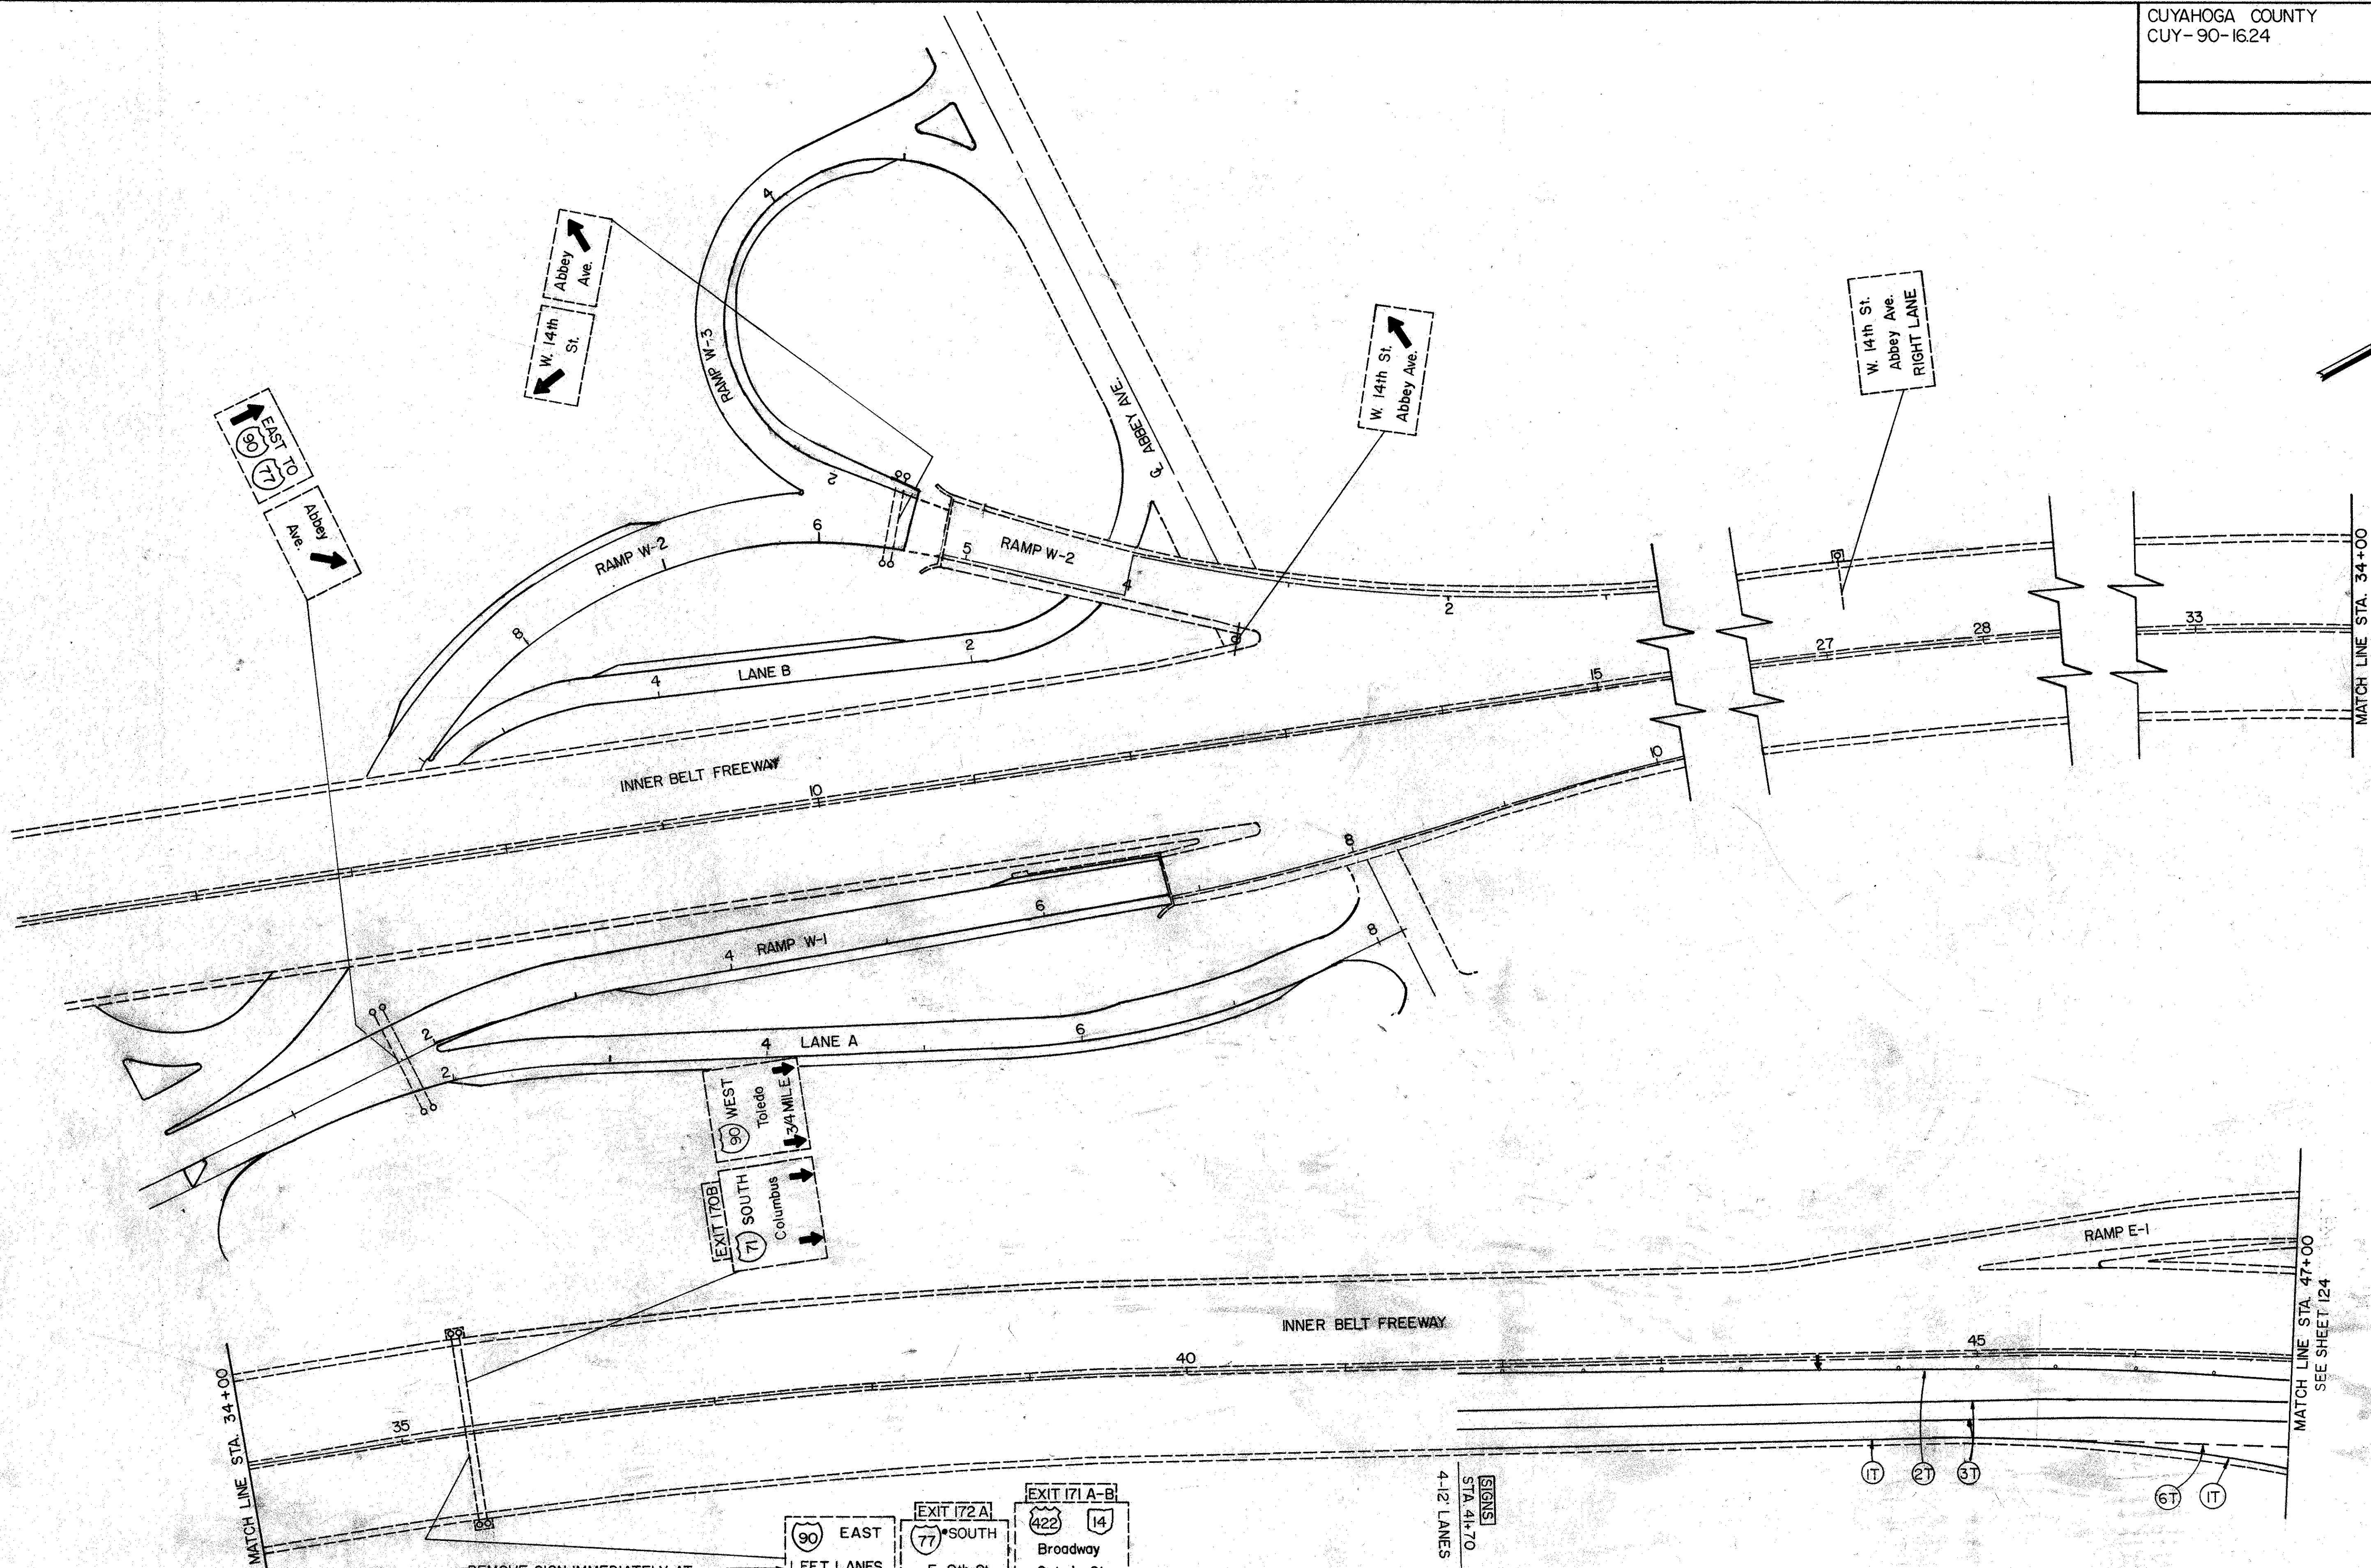 CUYAHOGA COUNTY
CUY-90-16.24
Abbey
Ave.
W. 14th
St.
4
RAMP W-3
2
EAST TO
90 77
Abbey
Ave.
W. 14th St.
Abbey Ave.
W. 14th St.
Abbey Ave.
RIGHT LANE
℄ ABBEY AVE.
RAMP W-2
6
8
5
RAMP W-2
4
2
LANE B
4
2
INNER BELT FREEWAY
10
15
27
28
33
MATCH LINE STA. 34+00
10
8
8
RAMP W-1
4
6
2
2
LANE A
4
6
90 WEST
Toledo
3/4 MILE
EXIT 170B
71 SOUTH
Columbus
RAMP E-1
INNER BELT FREEWAY
MATCH LINE STA. 34+00
35
40
45
MATCH LINE STA. 47+00
SEE SHEET 124
1T
2T
3T
6T
1T
SIGNS
STA. 41+70
4-12' LANES
90 EAST
LEFT LANES
EXIT 172A
77 SOUTH
EXIT 171 A-B
422 14
Broadway
REMOVE SIGN IMMEDIATELY AT